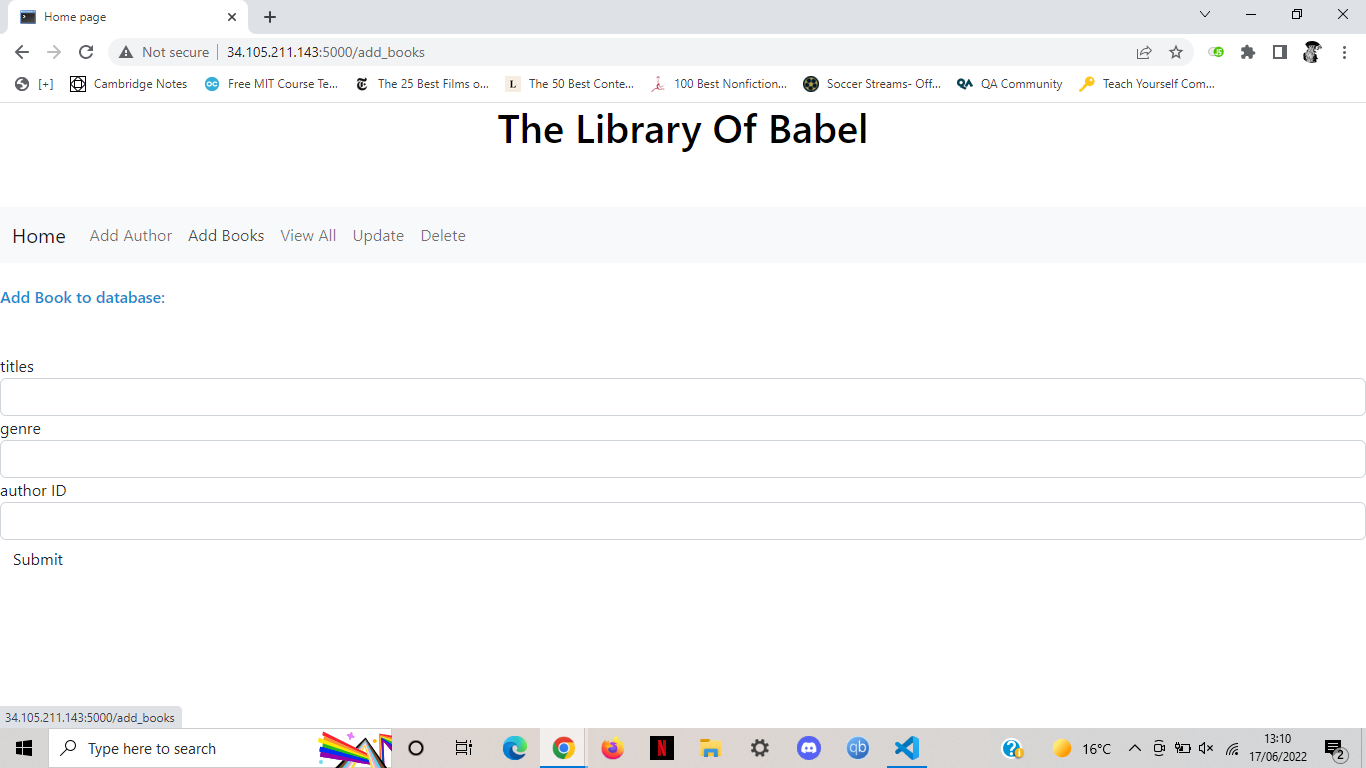 Home page
Not secure 34.105.211.143:5000/add_books
[+] Cambridge Notes Free MIT Course Te... The 25 Best Films o... The 50 Best Conte... 100 Best Nonfiction... Soccer Streams- Off... QA Community Teach Yourself Com...
The Library Of Babel
Home Add Author Add Books View All Update Delete
Add Book to database:
titles
genre
author ID
Submit
34.105.211.143:5000/add_books
Type here to search 16°C 13:10
17/06/2022 2